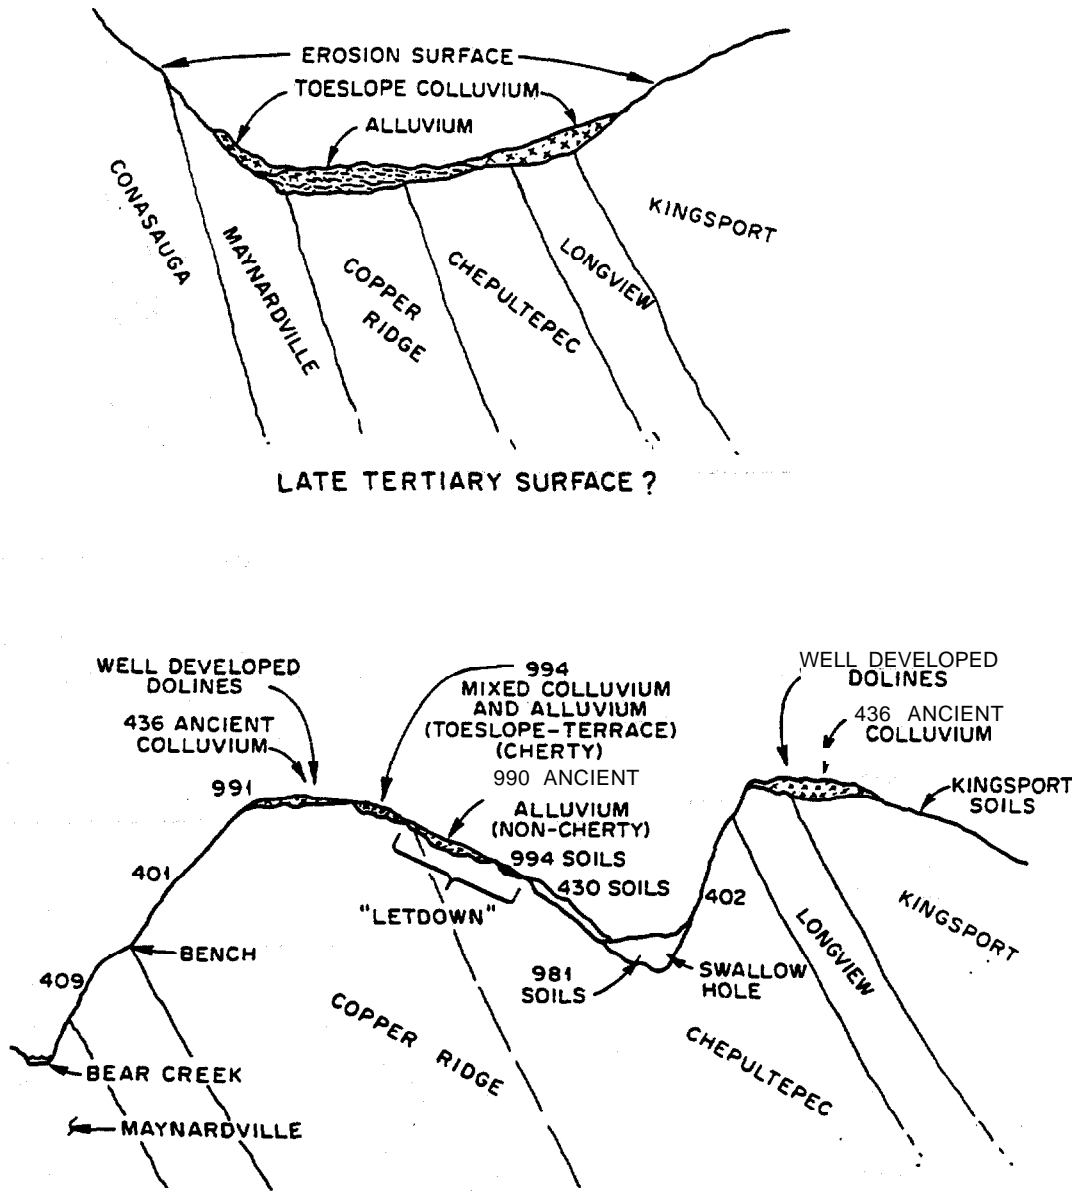 EROSION SURFACE
TOESLOPE COLLUVIUM
ALLUVIUM
CONASAUGA
MAYNARDVILLE
COPPER
RIDGE
CHEPULTEPEC
LONGVIEW
KINGSPORT
LATE TERTIARY SURFACE?
WELL DEVELOPED
DOLINES
436 ANCIENT
COLLUVIUM
994
MIXED COLLUVIUM
AND ALLUVIUM
(TOESLOPE-TERRACE)
(CHERTY)
990 ANCIENT
ALLUVIUM
(NON-CHERTY)
994 SOILS
430 SOILS
WELL DEVELOPED
DOLINES
436 ANCIENT
COLLUVIUM
KINGSPORT
SOILS
991
401
"LETDOWN"
402
BENCH
409
981
SOILS
SWALLOW
HOLE
BEAR CREEK
MAYNARDVILLE
COPPER RIDGE
CHEPULTEPEC
LONGVIEW
KINGSPORT